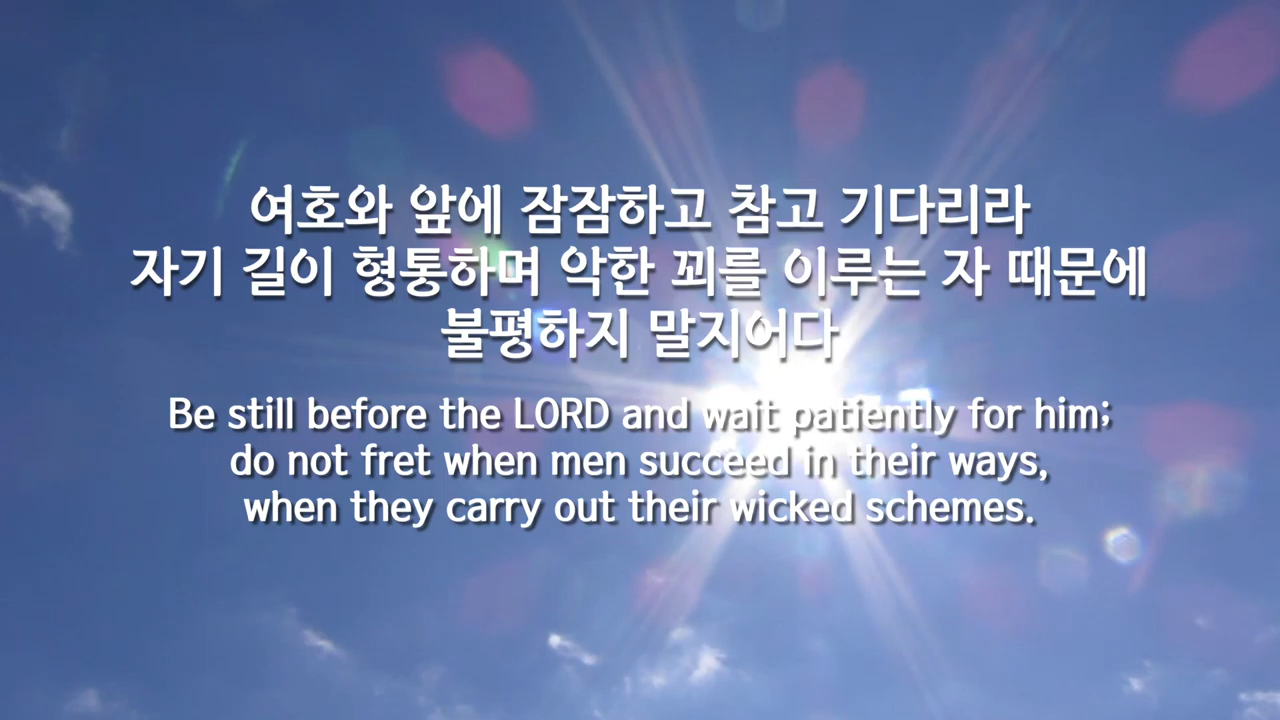 여호와 앞에 잠잠하고 참고 기다리라
자기 길이 형통하며 악한 꾀를 이루는 자 때문에
불평하지 말지어다
Be still before the LORD and wait patiently for him;
do not fret when men succeed in their ways,
when they carry out their wicked schemes.